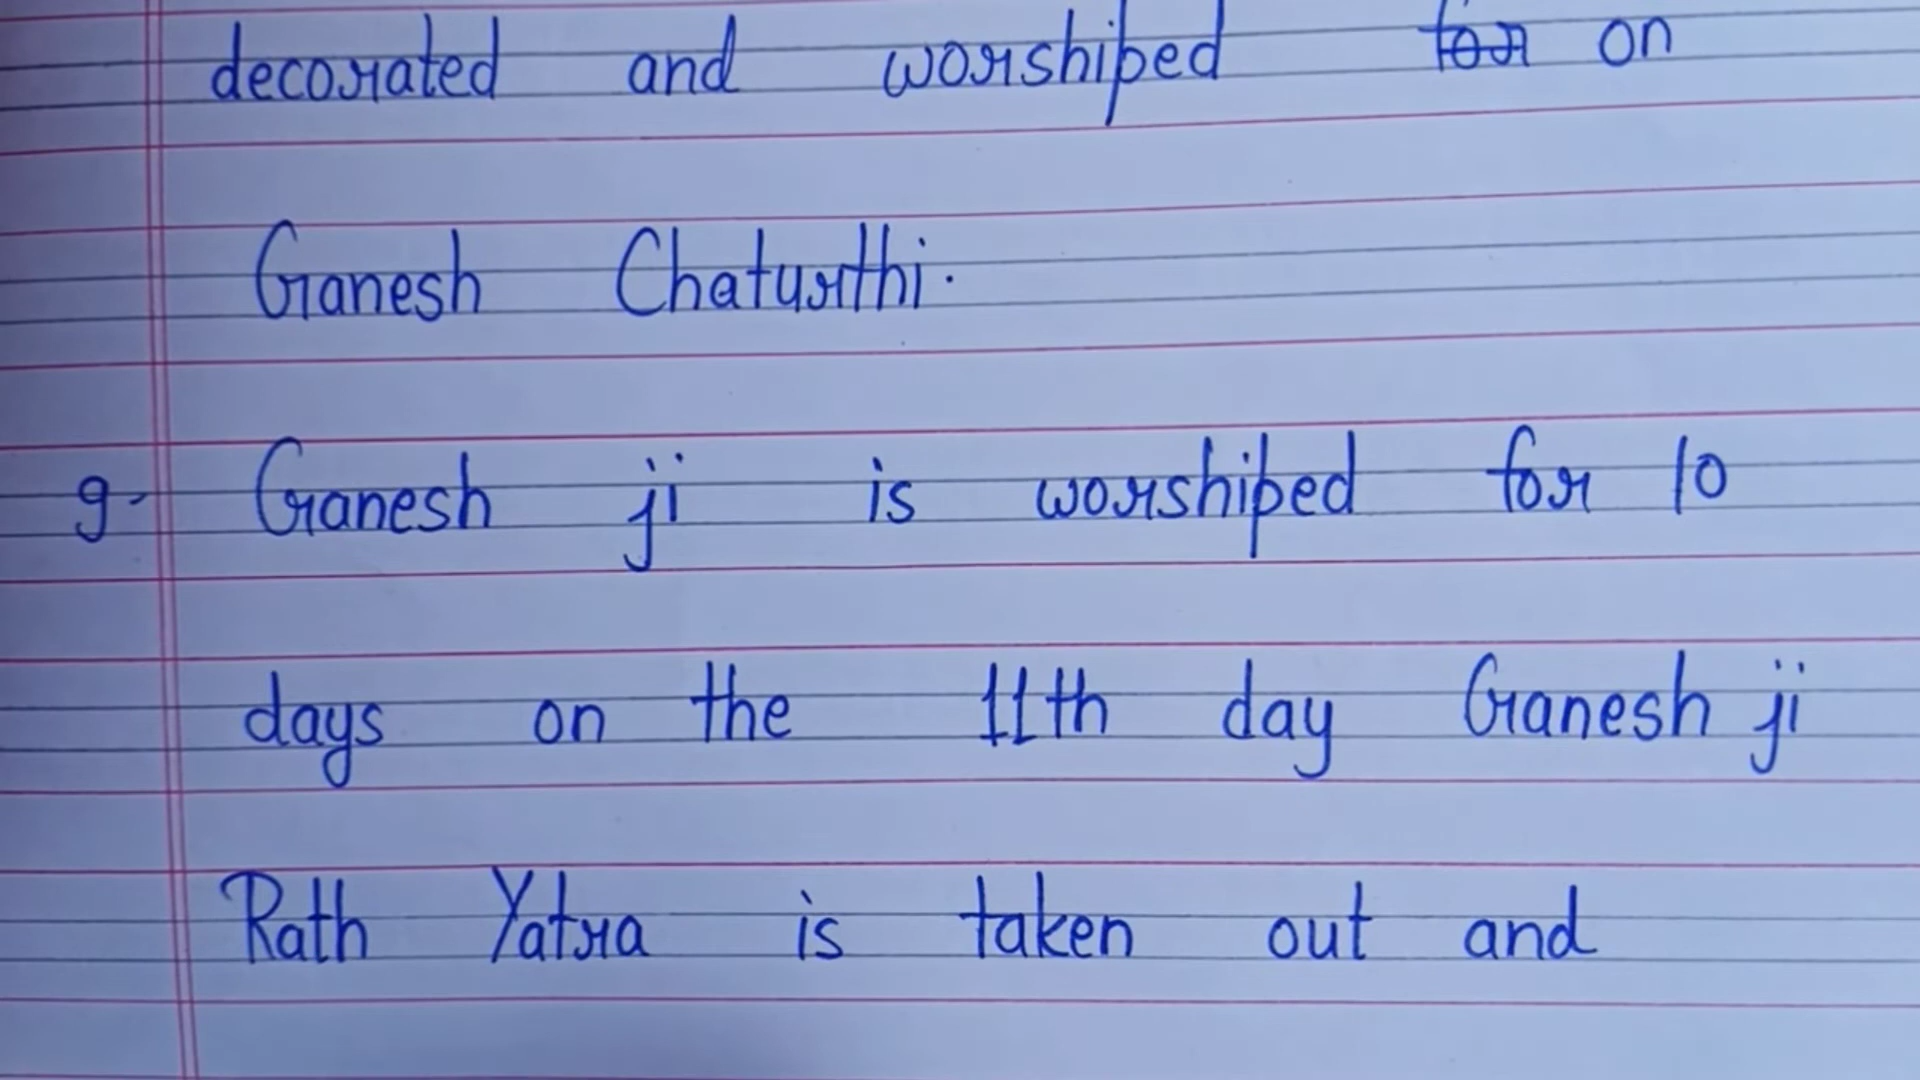 decorated and worshiped for on
Ganesh Chaturthi.
9- Ganesh ji is worshiped for 10
days on the 11th day Ganesh ji
Rath Yatra is taken out and